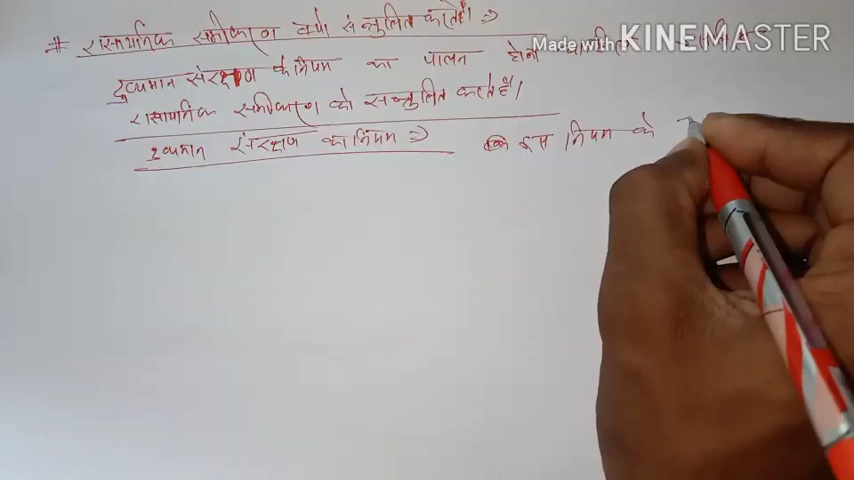 # रासायनिक समीकरण क्यो संन्तुलित करते हैं। ⇒
Made with KINEMASTER
द्रव्यमान संरक्षण के नियम का पालन होना
रासायनिक समीकरण को सन्तुलित करते हैं।
द्रव्यमान संरक्षण का नियम ⇒ इस नियम के